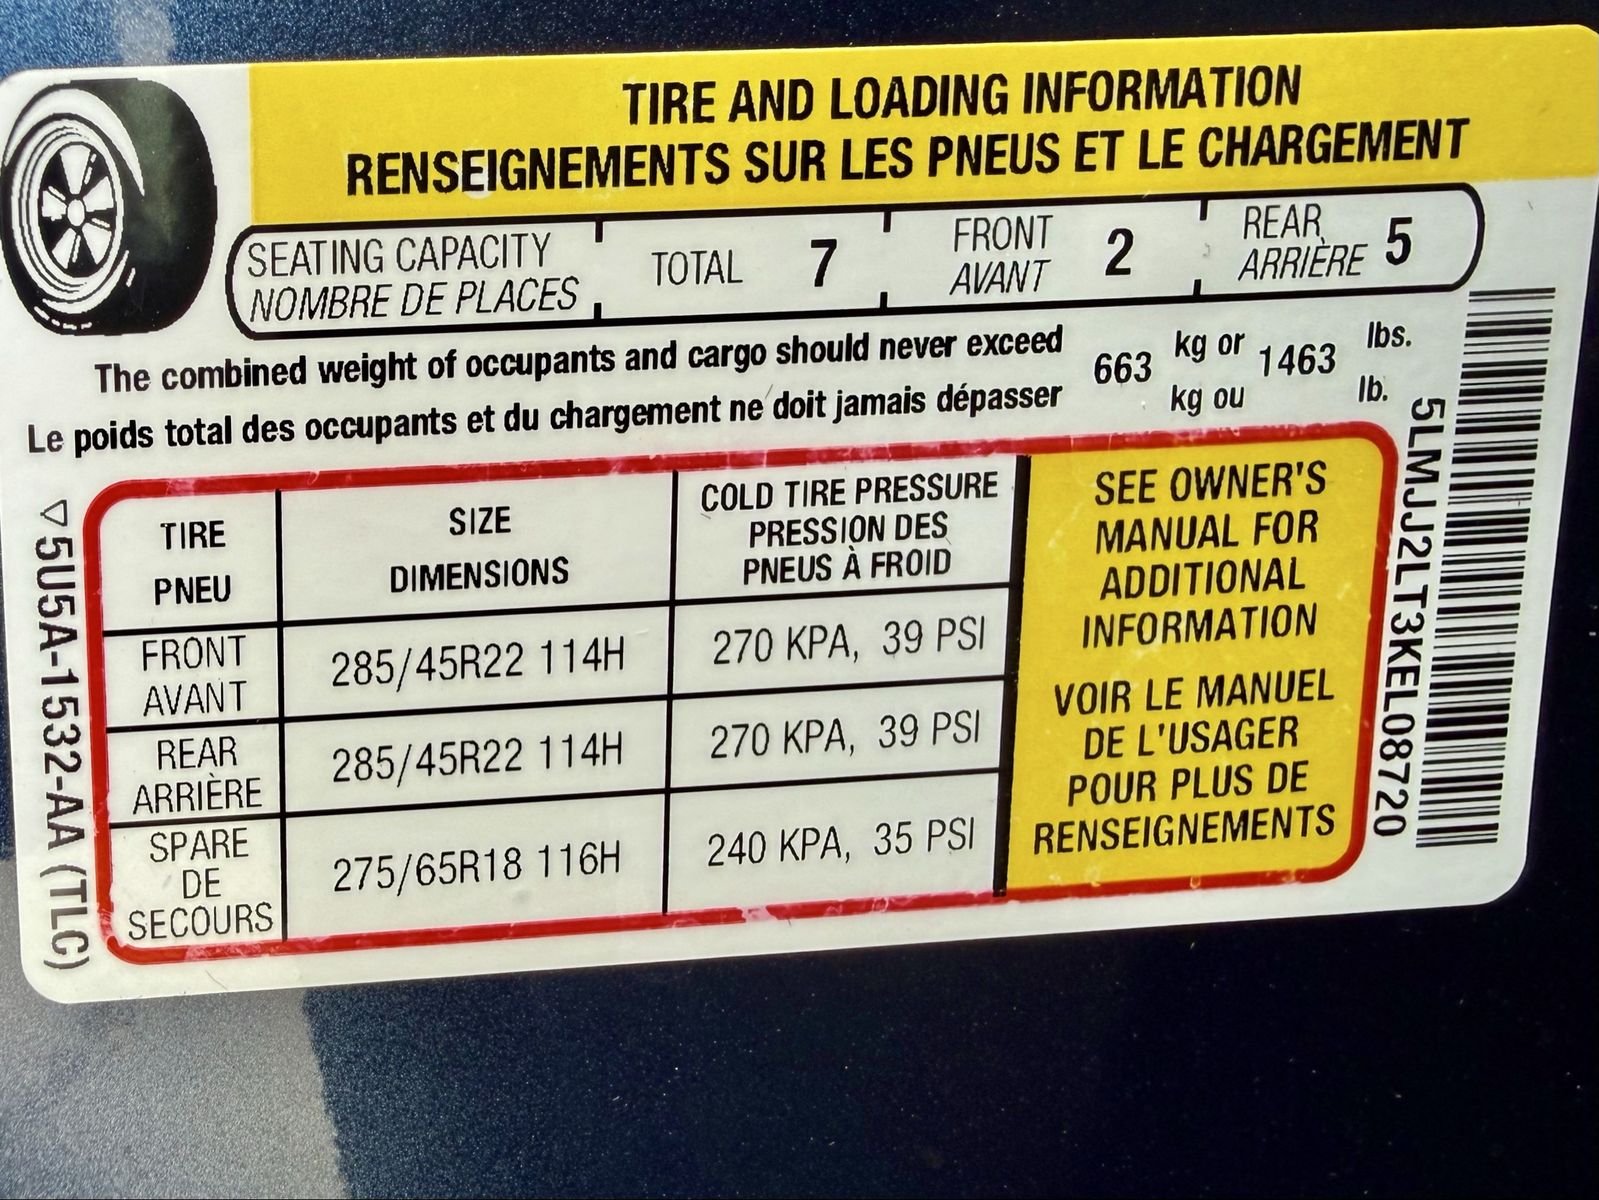 TIRE AND LOADING INFORMATION
RENSEIGNEMENTS SUR LES PNEUS ET LE CHARGEMENT
SEATING CAPACITY TOTAL 7 FRONT 2 REAR 5
NOMBRE DE PLACES AVANT ARRIÈRE
The combined weight of occupants and cargo should never exceed 663 kg or 1463 lbs.
Le poids total des occupants et du chargement ne doit jamais dépasser kg ou lb.
TIRE SIZE COLD TIRE PRESSURE
PNEU DIMENSIONS PRESSION DES
PNEUS À FROID
FRONT 285/45R22 114H 270 KPA, 39 PSI
AVANT
REAR 285/45R22 114H 270 KPA, 39 PSI
ARRIÈRE
SPARE 275/65R18 116H 240 KPA, 35 PSI
DE
SECOURS
SEE OWNER'S
MANUAL FOR
ADDITIONAL
INFORMATION
VOIR LE MANUEL
DE L'USAGER
POUR PLUS DE
RENSEIGNEMENTS
5U5A-1532-AA (TLC)
5LMJJ2LT3KEL08720